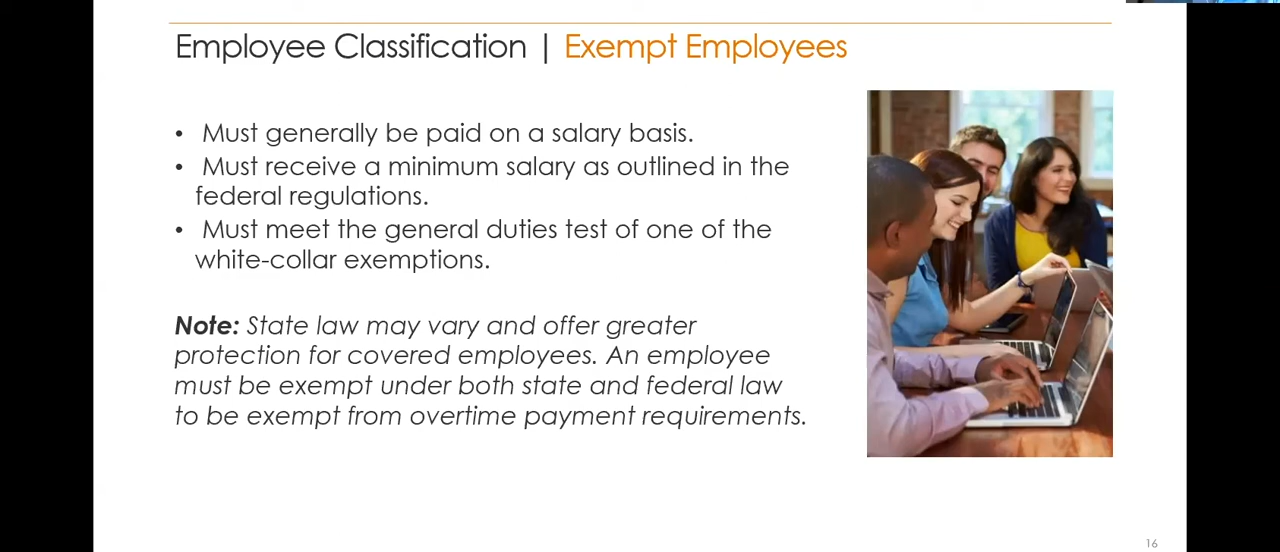 Employee Classification | Exempt Employees
• Must generally be paid on a salary basis.
• Must receive a minimum salary as outlined in the
federal regulations.
• Must meet the general duties test of one of the
white-collar exemptions.
Note: State law may vary and offer greater
protection for covered employees. An employee
must be exempt under both state and federal law
to be exempt from overtime payment requirements.
16